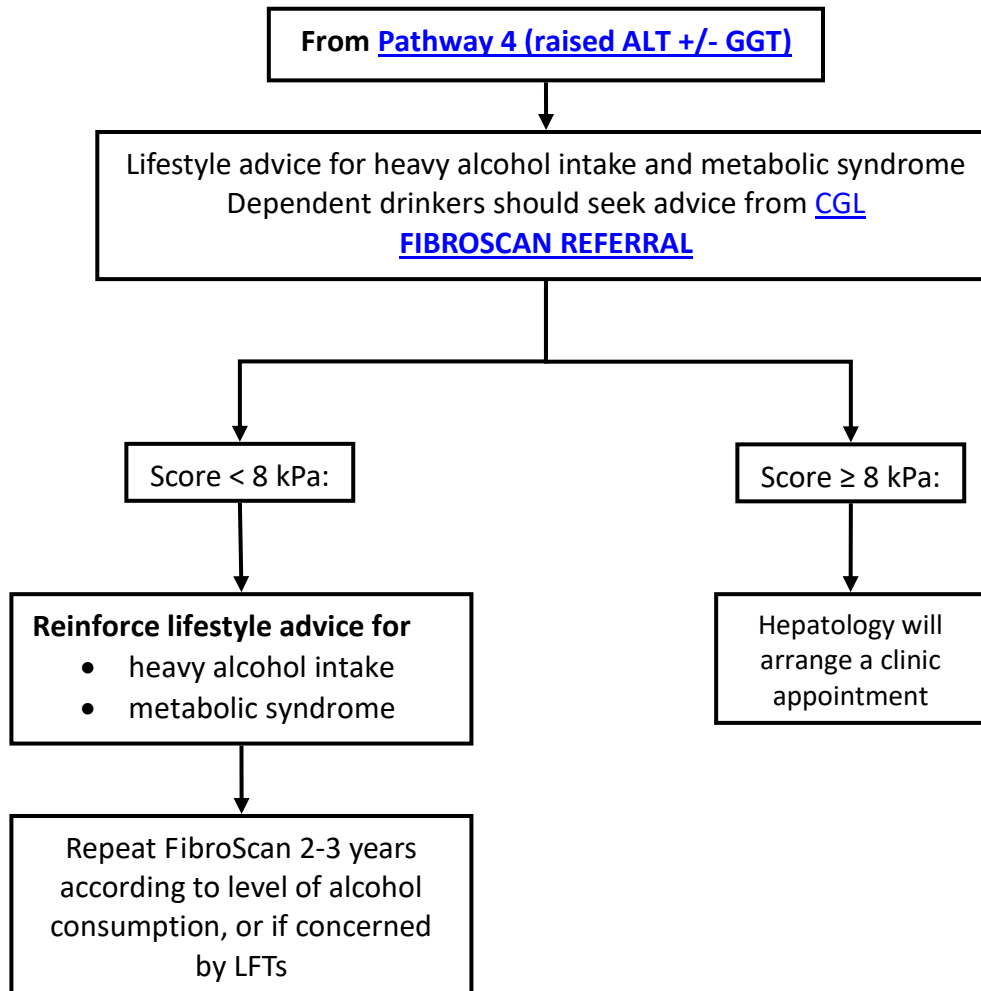 From Pathway 4 (raised ALT +/- GGT)
Lifestyle advice for heavy alcohol intake and metabolic syndrome
Dependent drinkers should seek advice from CGL
FIBROSCAN REFERRAL
Score < 8 kPa:
Score ≥ 8 kPa:
Reinforce lifestyle advice for
• heavy alcohol intake
• metabolic syndrome
Hepatology will
arrange a clinic
appointment
Repeat FibroScan 2-3 years
according to level of alcohol
consumption, or if concerned
by LFTs